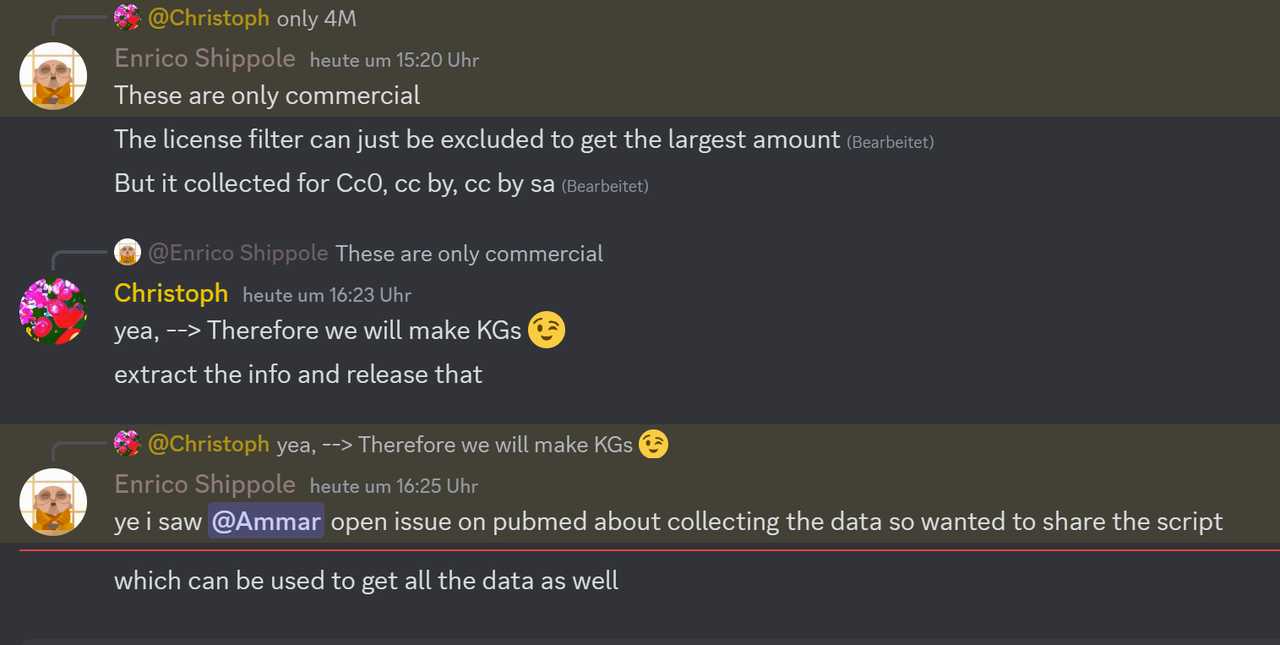 @Christoph only 4M
Enrico Shippole heute um 15:20 Uhr
These are only commercial
The license filter can just be excluded to get the largest amount (Bearbeitet)
But it collected for Cc0, cc by, cc by sa (Bearbeitet)
@Enrico Shippole These are only commercial
Christoph heute um 16:23 Uhr
yea, --> Therefore we will make KGs 😉
extract the info and release that
@Christoph yea, --> Therefore we will make KGs 😉
Enrico Shippole heute um 16:25 Uhr
ye i saw @Ammar open issue on pubmed about collecting the data so wanted to share the script
which can be used to get all the data as well